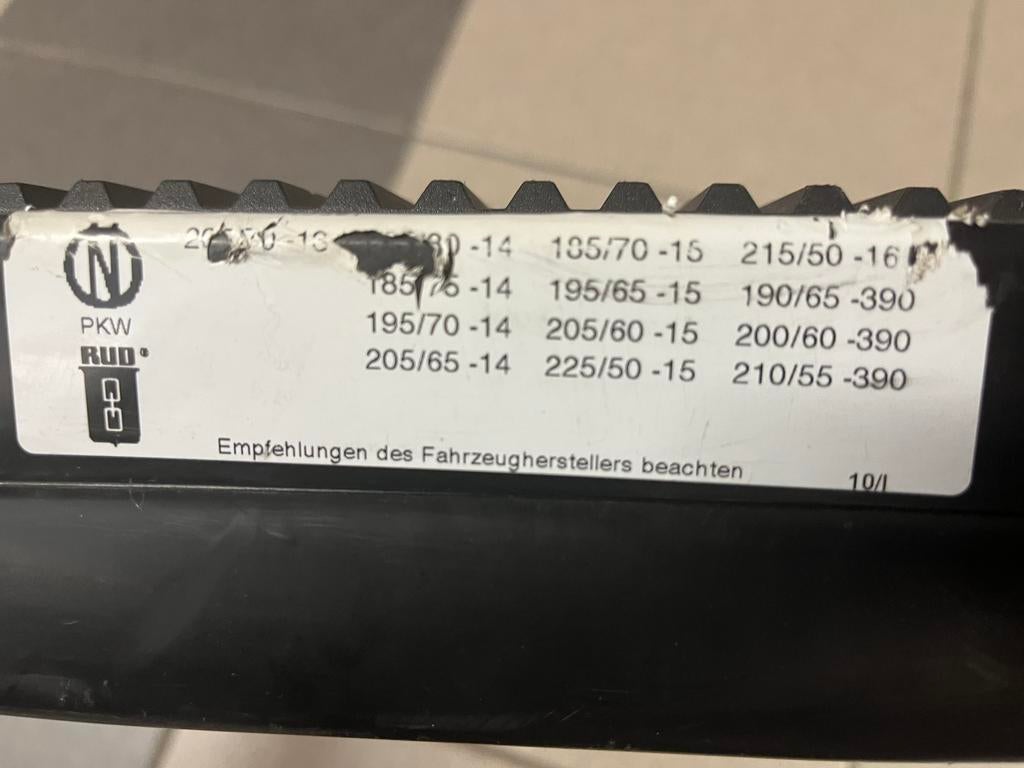 N
PKW
RUD®
-13 -14 185/70 -15 215/50 -16
-14 195/65 -15 190/65 -390
195/70 -14 205/60 -15 200/60 -390
205/65 -14 225/50 -15 210/55 -390
Empfehlungen des Fahrzeugherstellers beachten
10/I